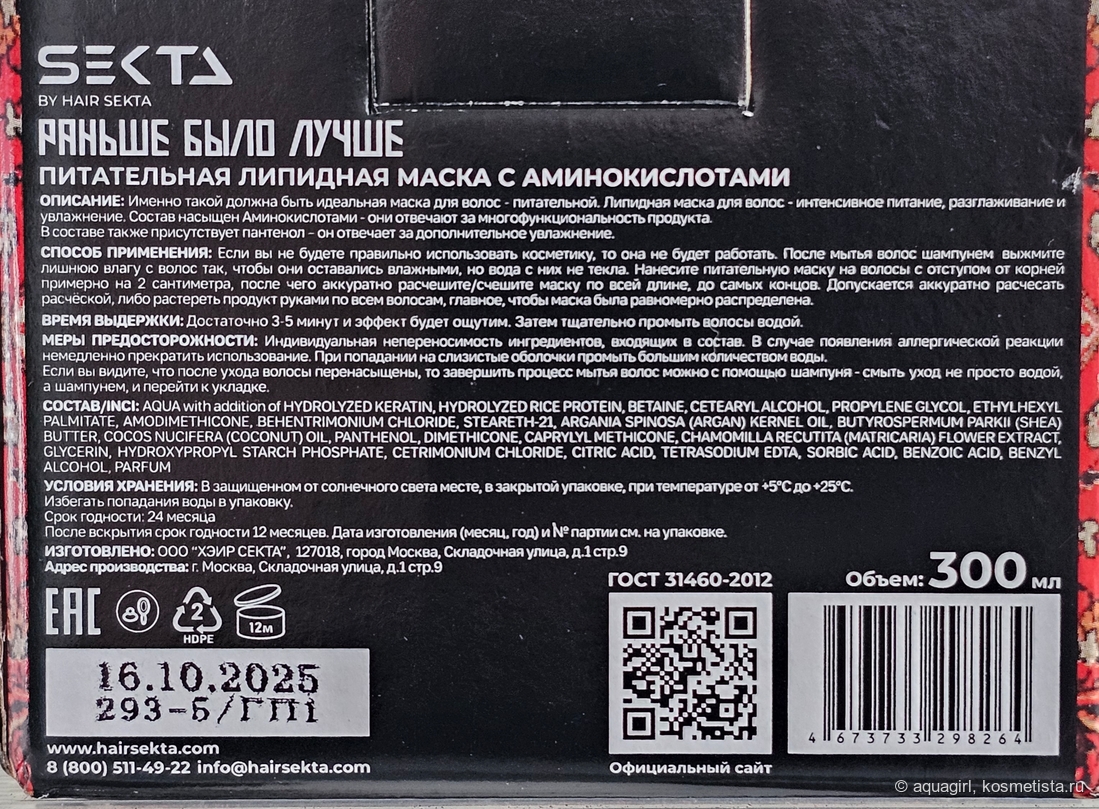 SEKTA
BY HAIR SEKTA
РАНЬШЕ БЫЛО ЛУЧШЕ
ПИТАТЕЛЬНАЯ ЛИПИДНАЯ МАСКА С АМИНОКИСЛОТАМИ
ОПИСАНИЕ: Именно такой должна быть идеальная маска для волос - питательной. Липидная маска для волос - интенсивное питание, разглаживание и
увлажнение. Состав насыщен Аминокислотами - они отвечают за многофункциональность продукта.
В составе также присутствует пантенол – он отвечает за дополнительное увлажнение.
СПОСОБ ПРИМЕНЕНИЯ: Если вы не будете правильно использовать косметику, то она не будет работать. После мытья волос шампунем выжмите
лишнюю влагу с волос так, чтобы они оставались влажными, но вода с них не текла. Нанесите питательную маску на волосы с отступом от корней
примерно на 2 сантиметра, после чего аккуратно расчешите/счешите маску по всей длине, до самых концов. Допускается аккуратно расчесать
расчёской, либо растереть продукт руками по всем волосам, главное, чтобы маска была равномерно распределена.
ВРЕМЯ ВЫДЕРЖКИ: Достаточно 3-5 минут и эффект будет ощутим. Затем тщательно промыть волосы водой.
МЕРЫ ПРЕДОСТОРОЖНОСТИ: Индивидуальная непереносимость ингредиентов, входящих в состав. В случае появления аллергической реакции
немедленно прекратить использование. При попадании на слизистые оболочки промыть большим количеством воды.
Если вы видите, что после ухода волосы перенасыщены, то завершить процесс мытья волос можно с помощью шампуня - смыть уход не просто водой,
а шампунем, и перейти к укладке.
СОСТАВ/INCI: AQUA with addition of HYDROLYZED KERATIN, HYDROLYZED RICE PROTEIN, BETAINE, CETEARYL ALCOHOL, PROPYLENE GLYCOL, ETHYLHEXYL
PALMITATE, AMODIMETHICONE, BEHENTRIMONIUM CHLORIDE, STEARETH-21, ARGANIA SPINOSA (ARGAN) KERNEL OIL, BUTYROSPERMUM PARKII (SHEA)
BUTTER, COCOS NUCIFERA (COCONUT) OIL, PANTHENOL, DIMETHICONE, CAPRYLYL METHICONE, CHAMOMILLA RECUTITA (MATRICARIA) FLOWER EXTRACT,
GLYCERIN, HYDROXYPROPYL STARCH PHOSPHATE, CETRIMONIUM CHLORIDE, CITRIC ACID, TETRASODIUM EDTA, SORBIC ACID, BENZOIC ACID, BENZYL
ALCOHOL, PARFUM
УСЛОВИЯ ХРАНЕНИЯ: В защищенном от солнечного света месте, в закрытой упаковке, при температуре от +5°С до +25°С.
Избегать попадания воды в упаковку.
Срок годности: 24 месяца
После вскрытия срок годности 12 месяцев. Дата изготовления (месяц, год) и № партии см. на упаковке.
ИЗГОТОВЛЕНО: ООО "ХЭИР СЕКТА", 127018, город Москва, Складочная улица, д.1 стр.9
Адрес производства: г. Москва, Складочная улица, д.1 стр.9
ГОСТ 31460-2012
Объем: 300 мл
EAC
2
HDPE
12м
16.10.2025
293-Б/ГП1
4 673733 298264
www.hairsekta.com
8 (800) 511-49-22 info@hairsekta.com
Официальный сайт
© aquagirl, kosmetista.ru